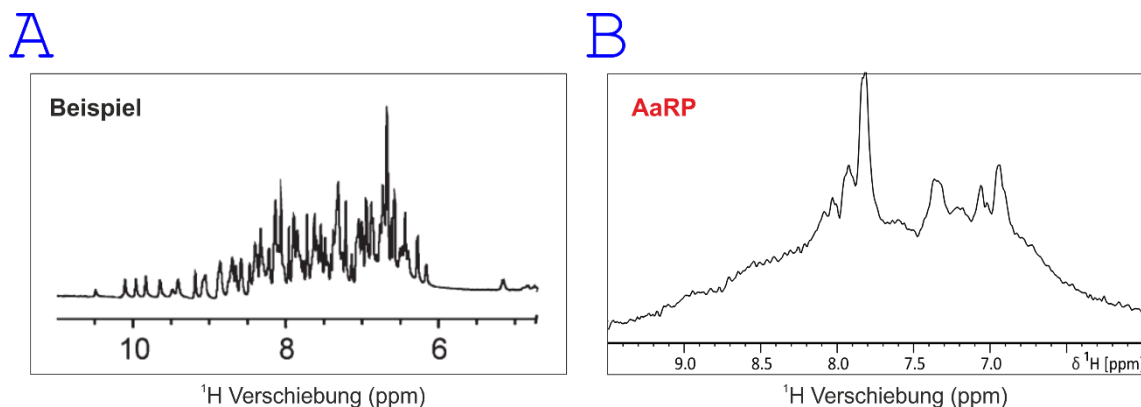 A
B
Beispiel
AaRP
10
8
6
9.0
8.5
8.0
7.5
7.0
δ ¹H [ppm]
¹H Verschiebung (ppm)
¹H Verschiebung (ppm)